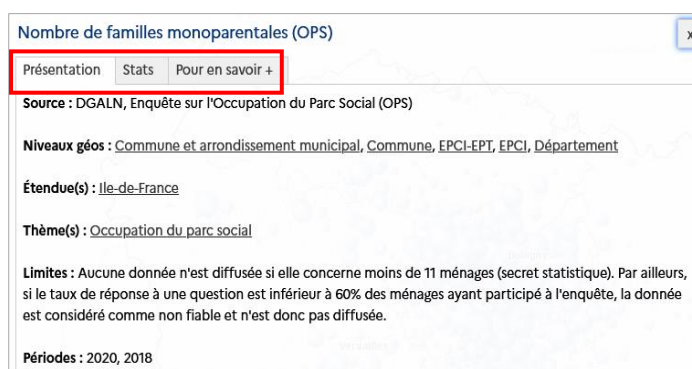 Nombre de familles monoparentales (OPS)
x
Présentation Stats Pour en savoir +
Source : DGALN, Enquête sur l'Occupation du Parc Social (OPS)
Niveaux géos : Commune et arrondissement municipal, Commune, EPCI-EPT, EPCI, Département
Étendue(s) : Ile-de-France
Thème(s) : Occupation du parc social
Limites : Aucune donnée n'est diffusée si elle concerne moins de 11 ménages (secret statistique). Par ailleurs,
si le taux de réponse à une question est inférieur à 60% des ménages ayant participé à l'enquête, la donnée
est considéré comme non fiable et n'est donc pas diffusée.
Périodes : 2020, 2018